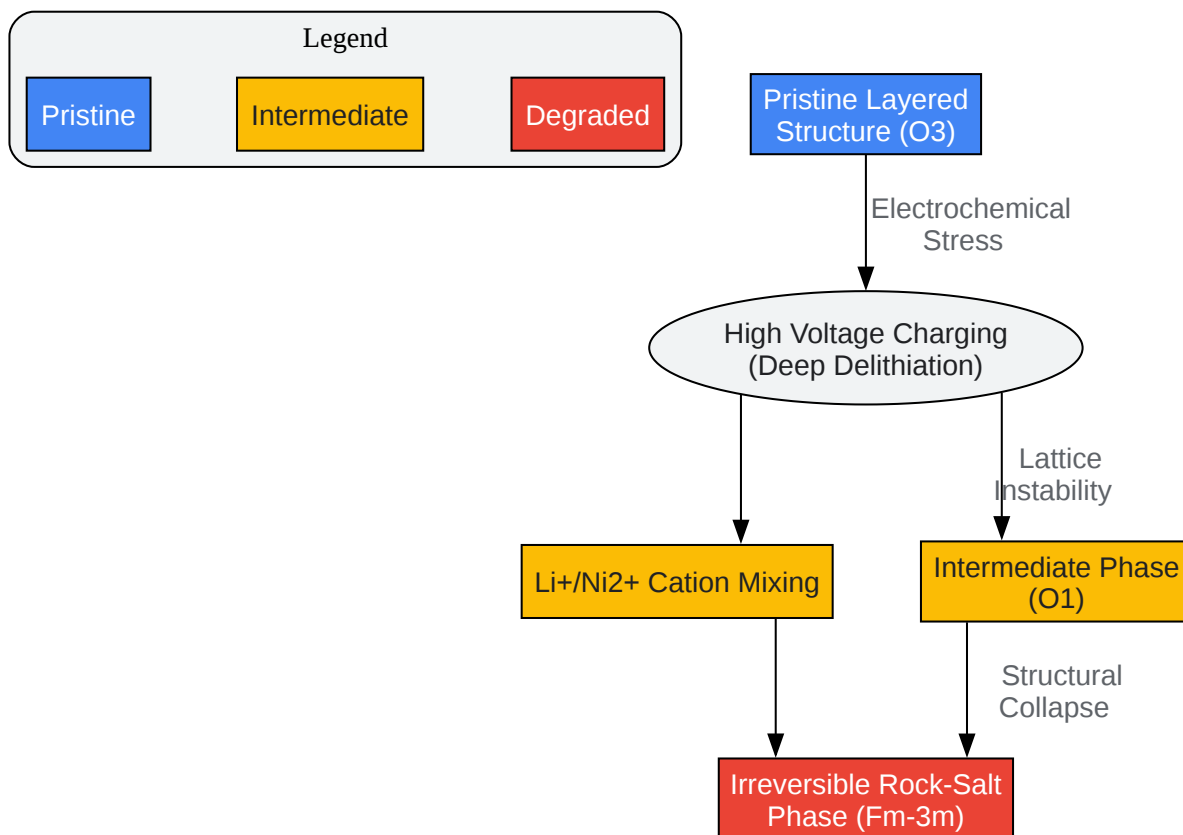 Legend
Pristine
Intermediate
Degraded
Pristine Layered
Structure (O3)
Electrochemical
Stress
High Voltage Charging
(Deep Delithiation)
Lattice
Instability
Li+/Ni2+ Cation Mixing
Intermediate Phase
(O1)
Structural
Collapse
Irreversible Rock-Salt
Phase (Fm-3m)